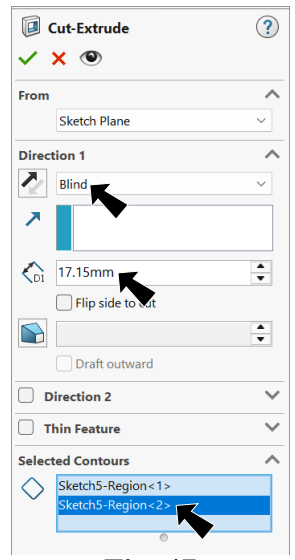 Cut-Extrude
?
From
Sketch Plane
Direction 1
Blind
D1
17.15mm
Flip side to cut
Draft outward
Direction 2
Thin Feature
Selected Contours
Sketch5-Region<1>
Sketch5-Region<2>